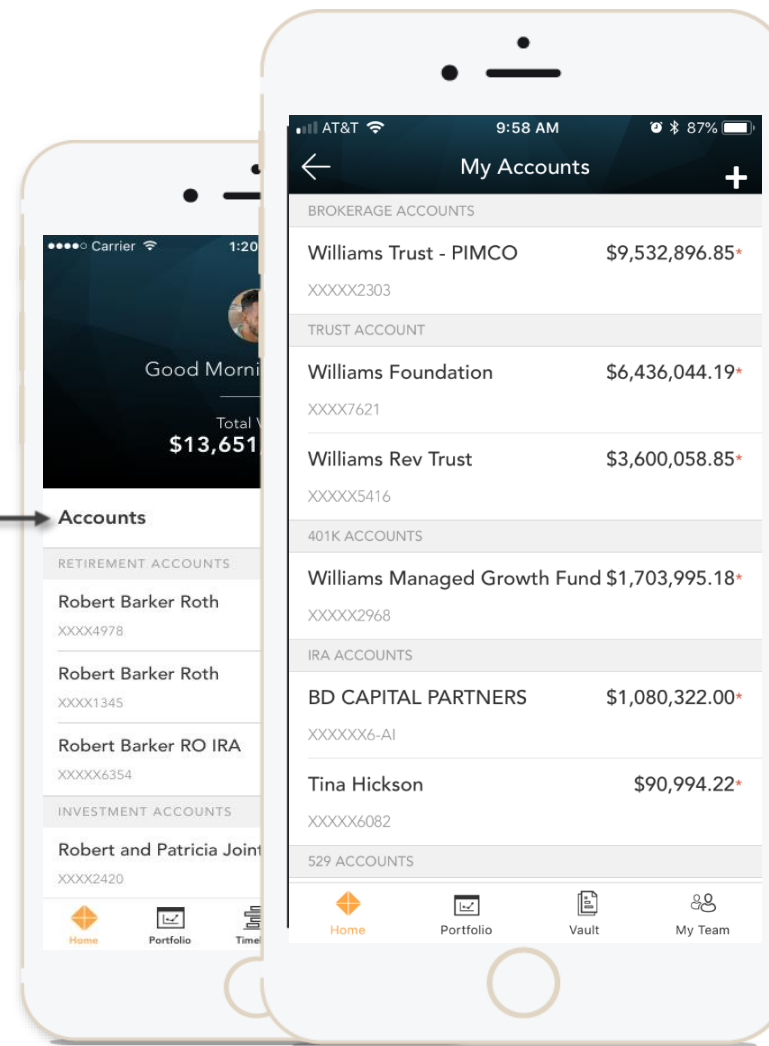 ●●●●○ Carrier 1:20
Good Morni
Total
$13,651
Accounts
RETIREMENT ACCOUNTS
Robert Barker Roth
XXXX4978
Robert Barker Roth
XXXX1345
Robert Barker RO IRA
XXXXX6354
INVESTMENT ACCOUNTS
Robert and Patricia Joint
XXXX2420
Home Portfolio Time
AT&T 9:58 AM 87%
My Accounts +
BROKERAGE ACCOUNTS
Williams Trust - PIMCO $9,532,896.85*
XXXXX2303
TRUST ACCOUNT
Williams Foundation $6,436,044.19*
XXXX7621
Williams Rev Trust $3,600,058.85*
XXXXX5416
401K ACCOUNTS
Williams Managed Growth Fund $1,703,995.18*
XXXXX2968
IRA ACCOUNTS
BD CAPITAL PARTNERS $1,080,322.00*
XXXXXX6-AI
Tina Hickson $90,994.22*
XXXXX6082
529 ACCOUNTS
Home Portfolio Vault My Team